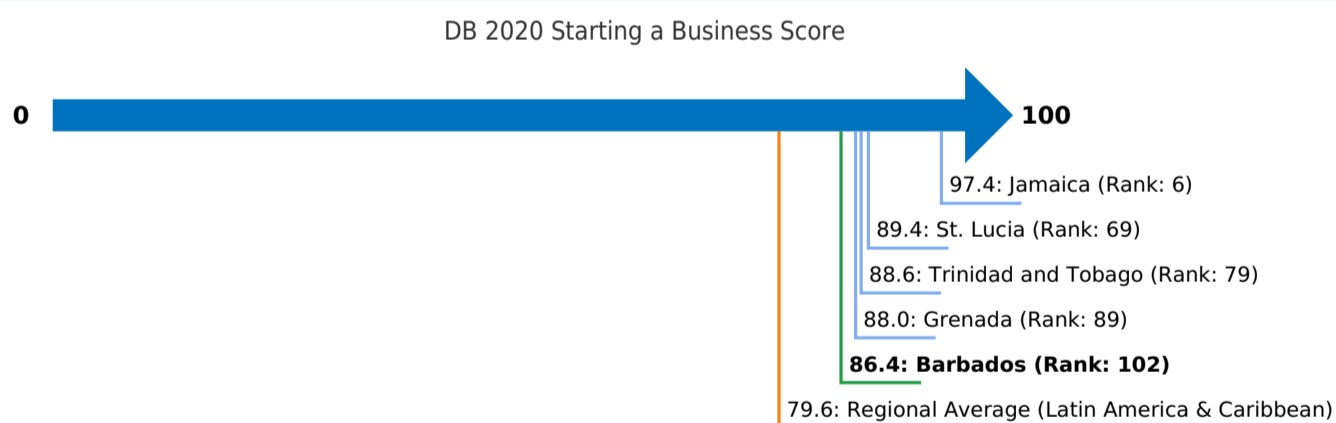 DB 2020 Starting a Business Score
0
100
97.4: Jamaica (Rank: 6)
89.4: St. Lucia (Rank: 69)
88.6: Trinidad and Tobago (Rank: 79)
88.0: Grenada (Rank: 89)
86.4: Barbados (Rank: 102)
79.6: Regional Average (Latin America & Caribbean)